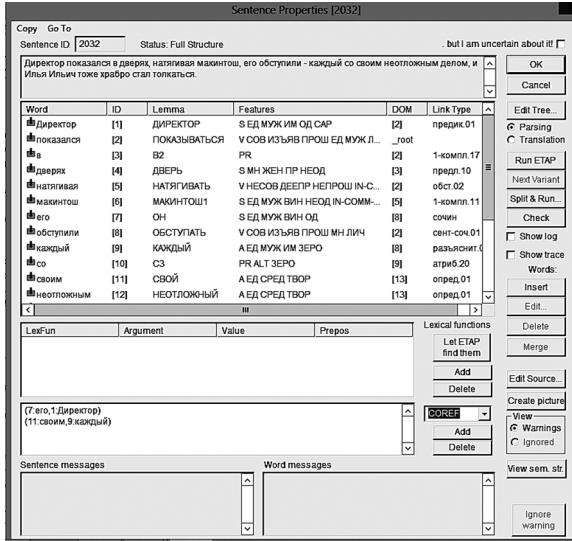 Sentence Properties [2032]
Copy Go To
Sentence ID 2032 Status: Full Structure . but I am uncertain about it!
Директор показался в дверях, натягивая макинтош, его обступили - каждый со своим неотложным делом, и
Илья Ильич тоже храбро стал толкаться.
OK
Cancel
Word ID Lemma Features DOM Link Type
Директор [1] ДИРЕКТОР S ЕД МУЖ ИМ ОД CAP [2] предик.01
показался [2] ПОКАЗЫВАТЬСЯ V СОВ ИЗЪЯВ ПРОШ ЕД МУЖ Л... _root
в [3] В2 PR [2] 1-компл.17
дверях [4] ДВЕРЬ S МН ЖЕН ПР НЕОД [3] предл.10
натягивая [5] НАТЯГИВАТЬ V НЕСОВ ДЕЕПР НЕПРОШ IN-C... [2] обст.02
макинтош [6] МАКИНТОШ1 S ЕД МУЖ ВИН НЕОД IN-COMM-... [5] 1-компл.11
его [7] ОН S ЕД МУЖ ВИН ОД [8] сочин
обступили [8] ОБСТУПАТЬ V СОВ ИЗЪЯВ ПРОШ МН ЛИЧ [2] сент-соч.01
каждый [9] КАЖДЫЙ A ЕД МУЖ ИМ ЗЕРО [8] разъяснит.0
со [10] С3 PR ALT ЗЕРО [9] атриб.20
своим [11] СВОЙ A ЕД СРЕД ТВОР [13] опред.01
неотложным [12] НЕОТЛОЖНЫЙ A ЕД СРЕД ТВОР [13] опред.01
Edit Tree...
Parsing
Translation
Run ETAP
Next Variant
Split & Run...
Check
Show log
Show trace
Words:
Insert
Edit...
Delete
Merge
LexFun Argument Value Prepos
Lexical functions
Let ETAP
find them
Add
Delete
Edit Source...
Create picture
(7:его,1:Директор)
(11:своим,9:каждый)
COREF
Add
Delete
View
Warnings
Ignored
View sem. str.
Sentence messages Word messages
Ignore
warning